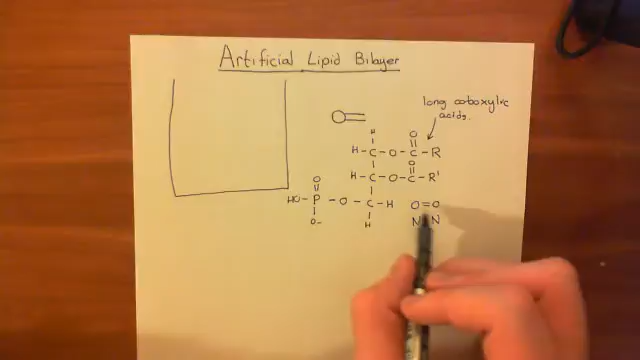 Artificial Lipid Bilayer
long carboxylic
acids.
H
O
H-C-O-C-R
O
H-C-O-C-R'
O
HO-P-O-C-H
O=O
O-
H
N N